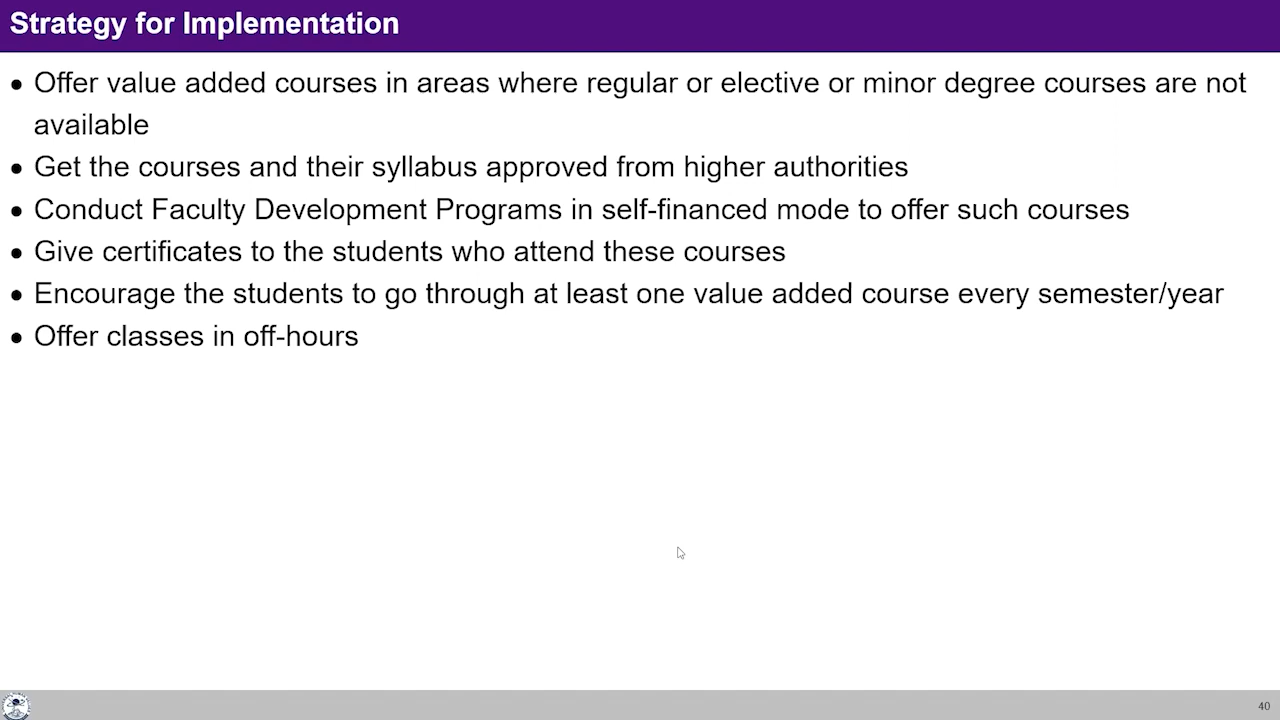 Strategy for Implementation
• Offer value added courses in areas where regular or elective or minor degree courses are not
available
• Get the courses and their syllabus approved from higher authorities
• Conduct Faculty Development Programs in self-financed mode to offer such courses
• Give certificates to the students who attend these courses
• Encourage the students to go through at least one value added course every semester/year
• Offer classes in off-hours
40